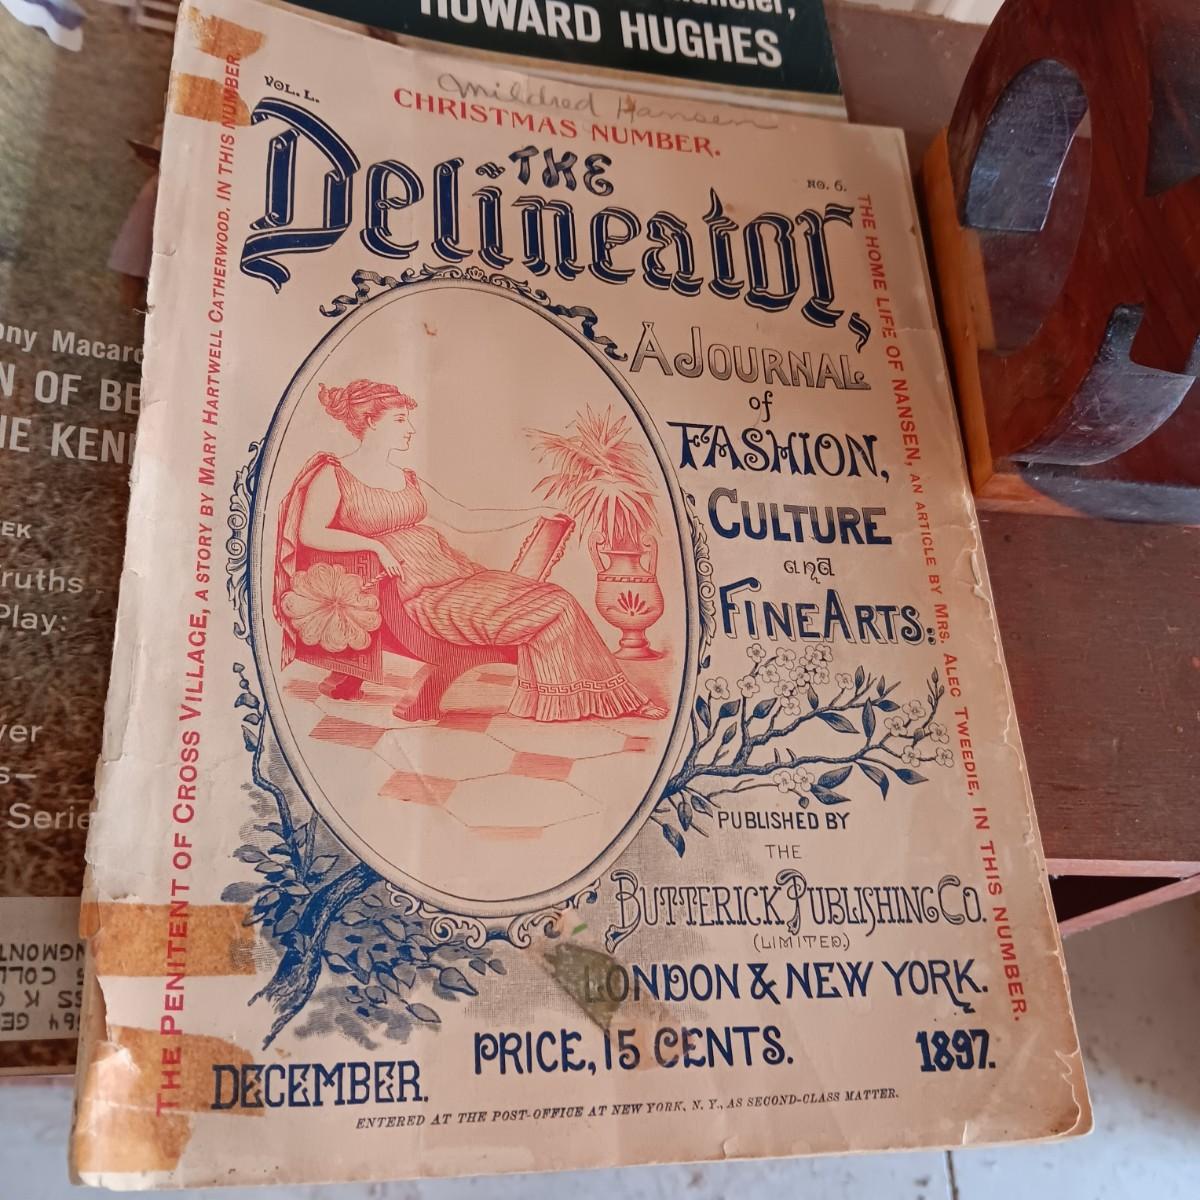 HOWARD HUGHES
Mildred Hansen
VOL. L.
CHRISTMAS NUMBER.
THE
NO. 6.
Delineator,
A JOURNAL
of
FASHION,
CULTURE
and
FINE ARTS.
PUBLISHED BY
THE
BUTTERICK PUBLISHING CO.
(LIMITED.)
LONDON & NEW YORK.
PRICE, 15 CENTS.
DECEMBER.
1897.
ENTERED AT THE POST-OFFICE AT NEW YORK, N. Y., AS SECOND-CLASS MATTER.
THE PENITENT OF CROSS VILLAGE, A STORY BY MARY HARTWELL CATHERWOOD, IN THIS NUMBER
THE HOME LIFE OF NANSEN, AN ARTICLE BY MRS. ALEC TWEEDIE, IN THIS NUMBER.
N OF BE
KEN
Play:
Serie